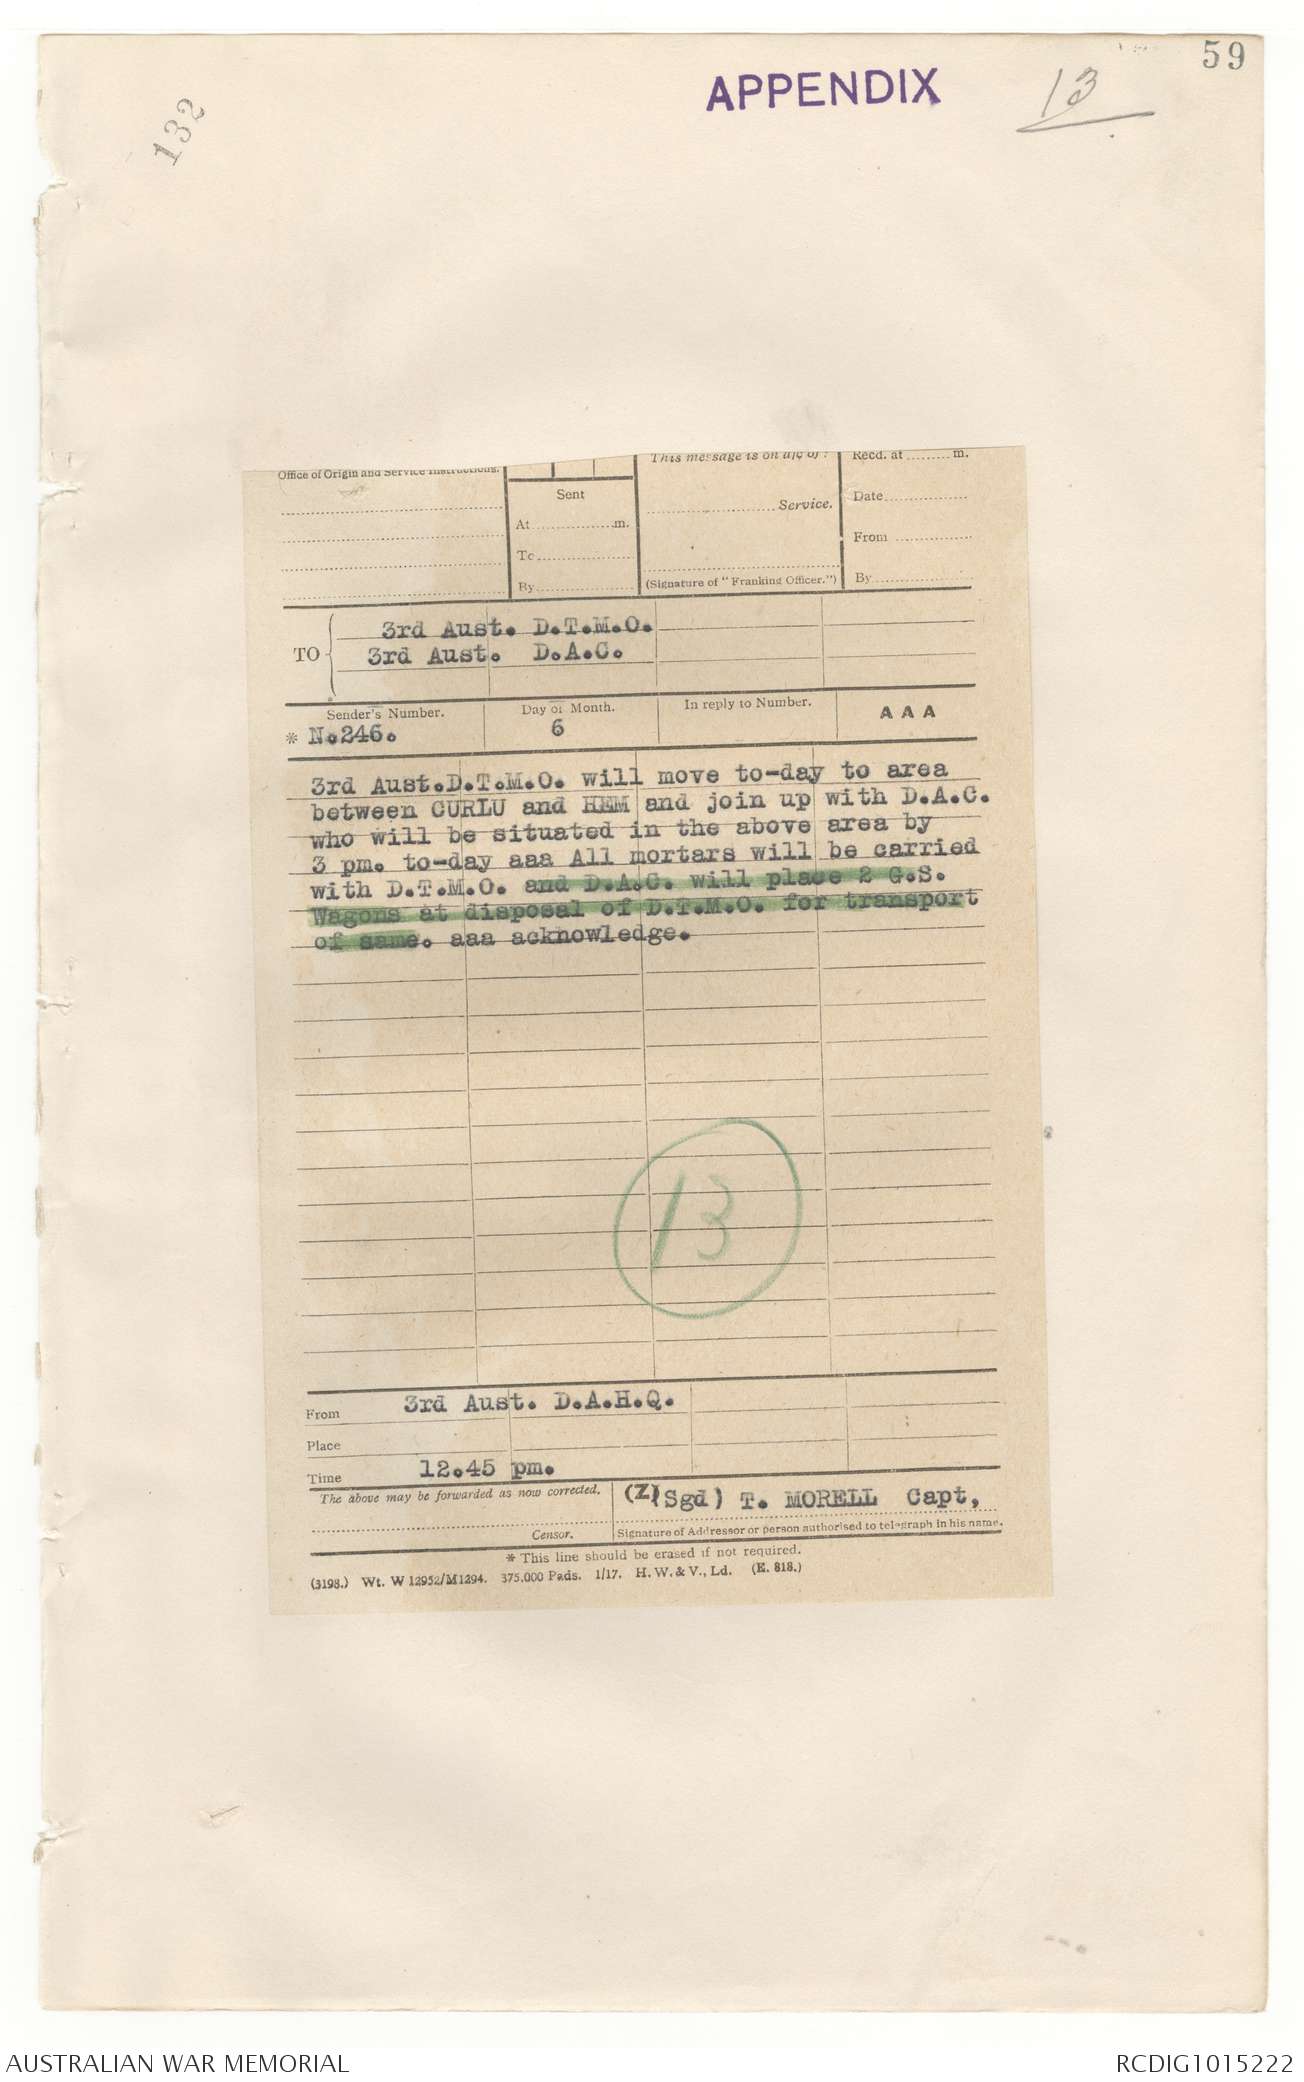 59
APPENDIX 13
132
Office of Origin and Service Instructions.
This message is on a/c of :
Recd. at ........ m.
Sent
Date
Service.
At ........ m.
From
To
By
(Signature of "Franking Officer.")
By
TO
3rd Aust. D.T.M.O.
3rd Aust. D.A.C.
Sender's Number.
Day of Month.
In reply to Number.
AAA
* N.246.
6
3rd Aust.D.T.M.O. will move to-day to area
between CURLU and HEM and join up with D.A.C.
who will be situated in the above area by
3 pm. to-day aaa All mortars will be carried
with D.T.M.O. and D.A.C. will place 2 G.S.
Wagons at disposal of D.T.M.O. for transport
of same. aaa acknowledge.
13
From 3rd Aust. D.A.H.Q.
Place
Time 12.45 pm.
The above may be forwarded as now corrected.
(Z)(Sgd) T. MORELL Capt,
Censor.
Signature of Addressor or person authorised to telegraph in his name.
* This line should be erased if not required.
(3198.) Wt. W 12952/M1294. 375,000 Pads. 1/17. H. W. & V., Ld. (E. 818.)
AUSTRALIAN WAR MEMORIAL
RCDIG1015222